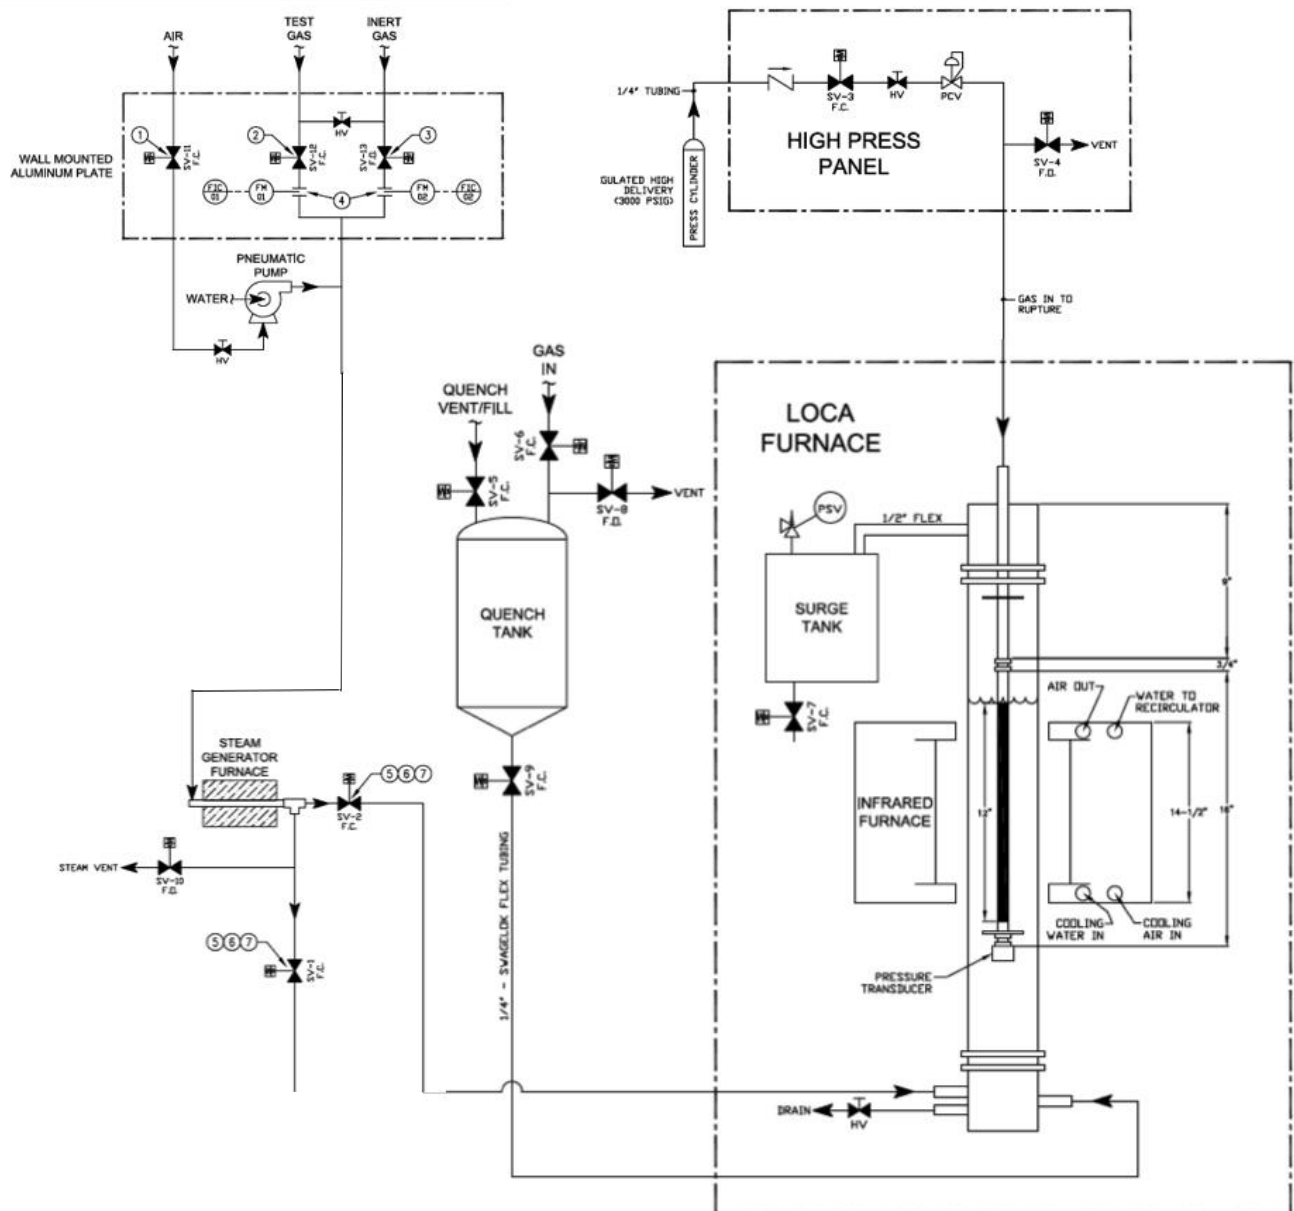 AIR
TEST
GAS
INERT
GAS
WALL MOUNTED
ALUMINUM PLATE
1
SV-11
F.C.
2
SV-12
F.C.
HV
SV-13
F.O.
3
FIC
01
FM
01
4
FM
02
FIC
02
PNEUMATIC
PUMP
WATER
HV
1/4" TUBING
GULATED HIGH
DELIVERY
(3000 PSIG)
PRESS CYLINDER
SV-3
F.C.
HV
PCV
HIGH PRESS
PANEL
SV-4
F.O.
VENT
GAS IN TO
RUPTURE
GAS
IN
QUENCH
VENT/FILL
SV-6
F.C.
SV-5
F.C.
SV-8
F.O.
VENT
QUENCH
TANK
SV-9
F.C.
1/4" - SWAGELOK FLEX TUBING
STEAM
GENERATOR
FURNACE
5 6 7
SV-2
F.C.
STEAM VENT
SV-10
F.O.
5 6 7
SV-1
F.C.
LOCA
FURNACE
PSV
1/2" FLEX
SURGE
TANK
SV-7
F.C.
9"
3/4"
AIR OUT
WATER TO
RECIRCULATOR
INFRARED
FURNACE
12"
14-1/2"
16"
COOLING
WATER IN
COOLING
AIR IN
PRESSURE
TRANSDUCER
DRAIN
HV